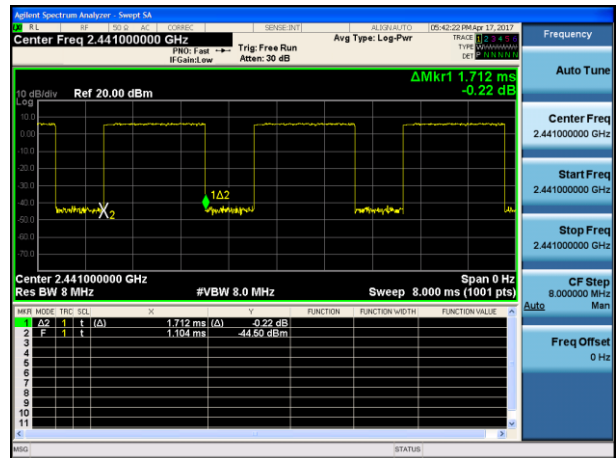 Agilent Spectrum Analyzer - Swept SA
RL RF 50 Ω AC CORREC SENSE:INT ALIGNAUTO 05:42:22 PM Apr 17, 2017
Center Freq 2.441000000 GHz
PNO: Fast
IFGain:Low
Trig: Free Run
Atten: 30 dB
Avg Type: Log-Pwr
TRACE 1 2 3 4 5 6
TYPE WWWWWW
DET P N N N N N
Frequency
Auto Tune
ΔMkr1 1.712 ms
-0.22 dB
10 dB/div Ref 20.00 dBm
Log
10.0
0.00
-10.0
-20.0
-30.0
-40.0
-50.0
-60.0
-70.0
1Δ2
2
Center Freq
2.441000000 GHz
Start Freq
2.441000000 GHz
Stop Freq
2.441000000 GHz
Center 2.441000000 GHz Span 0 Hz
Res BW 8 MHz #VBW 8.0 MHz Sweep 8.000 ms (1001 pts)
CF Step
8.000000 MHz
Auto Man
Freq Offset
0 Hz
MKR MODE TRC SCL X Y FUNCTION FUNCTION WIDTH FUNCTION VALUE
1 Δ2 1 t (Δ) 1.712 ms (Δ) -0.22 dB
2 F 1 t 1.104 ms -44.50 dBm
3
4
5
6
7
8
9
10
11
MSG STATUS